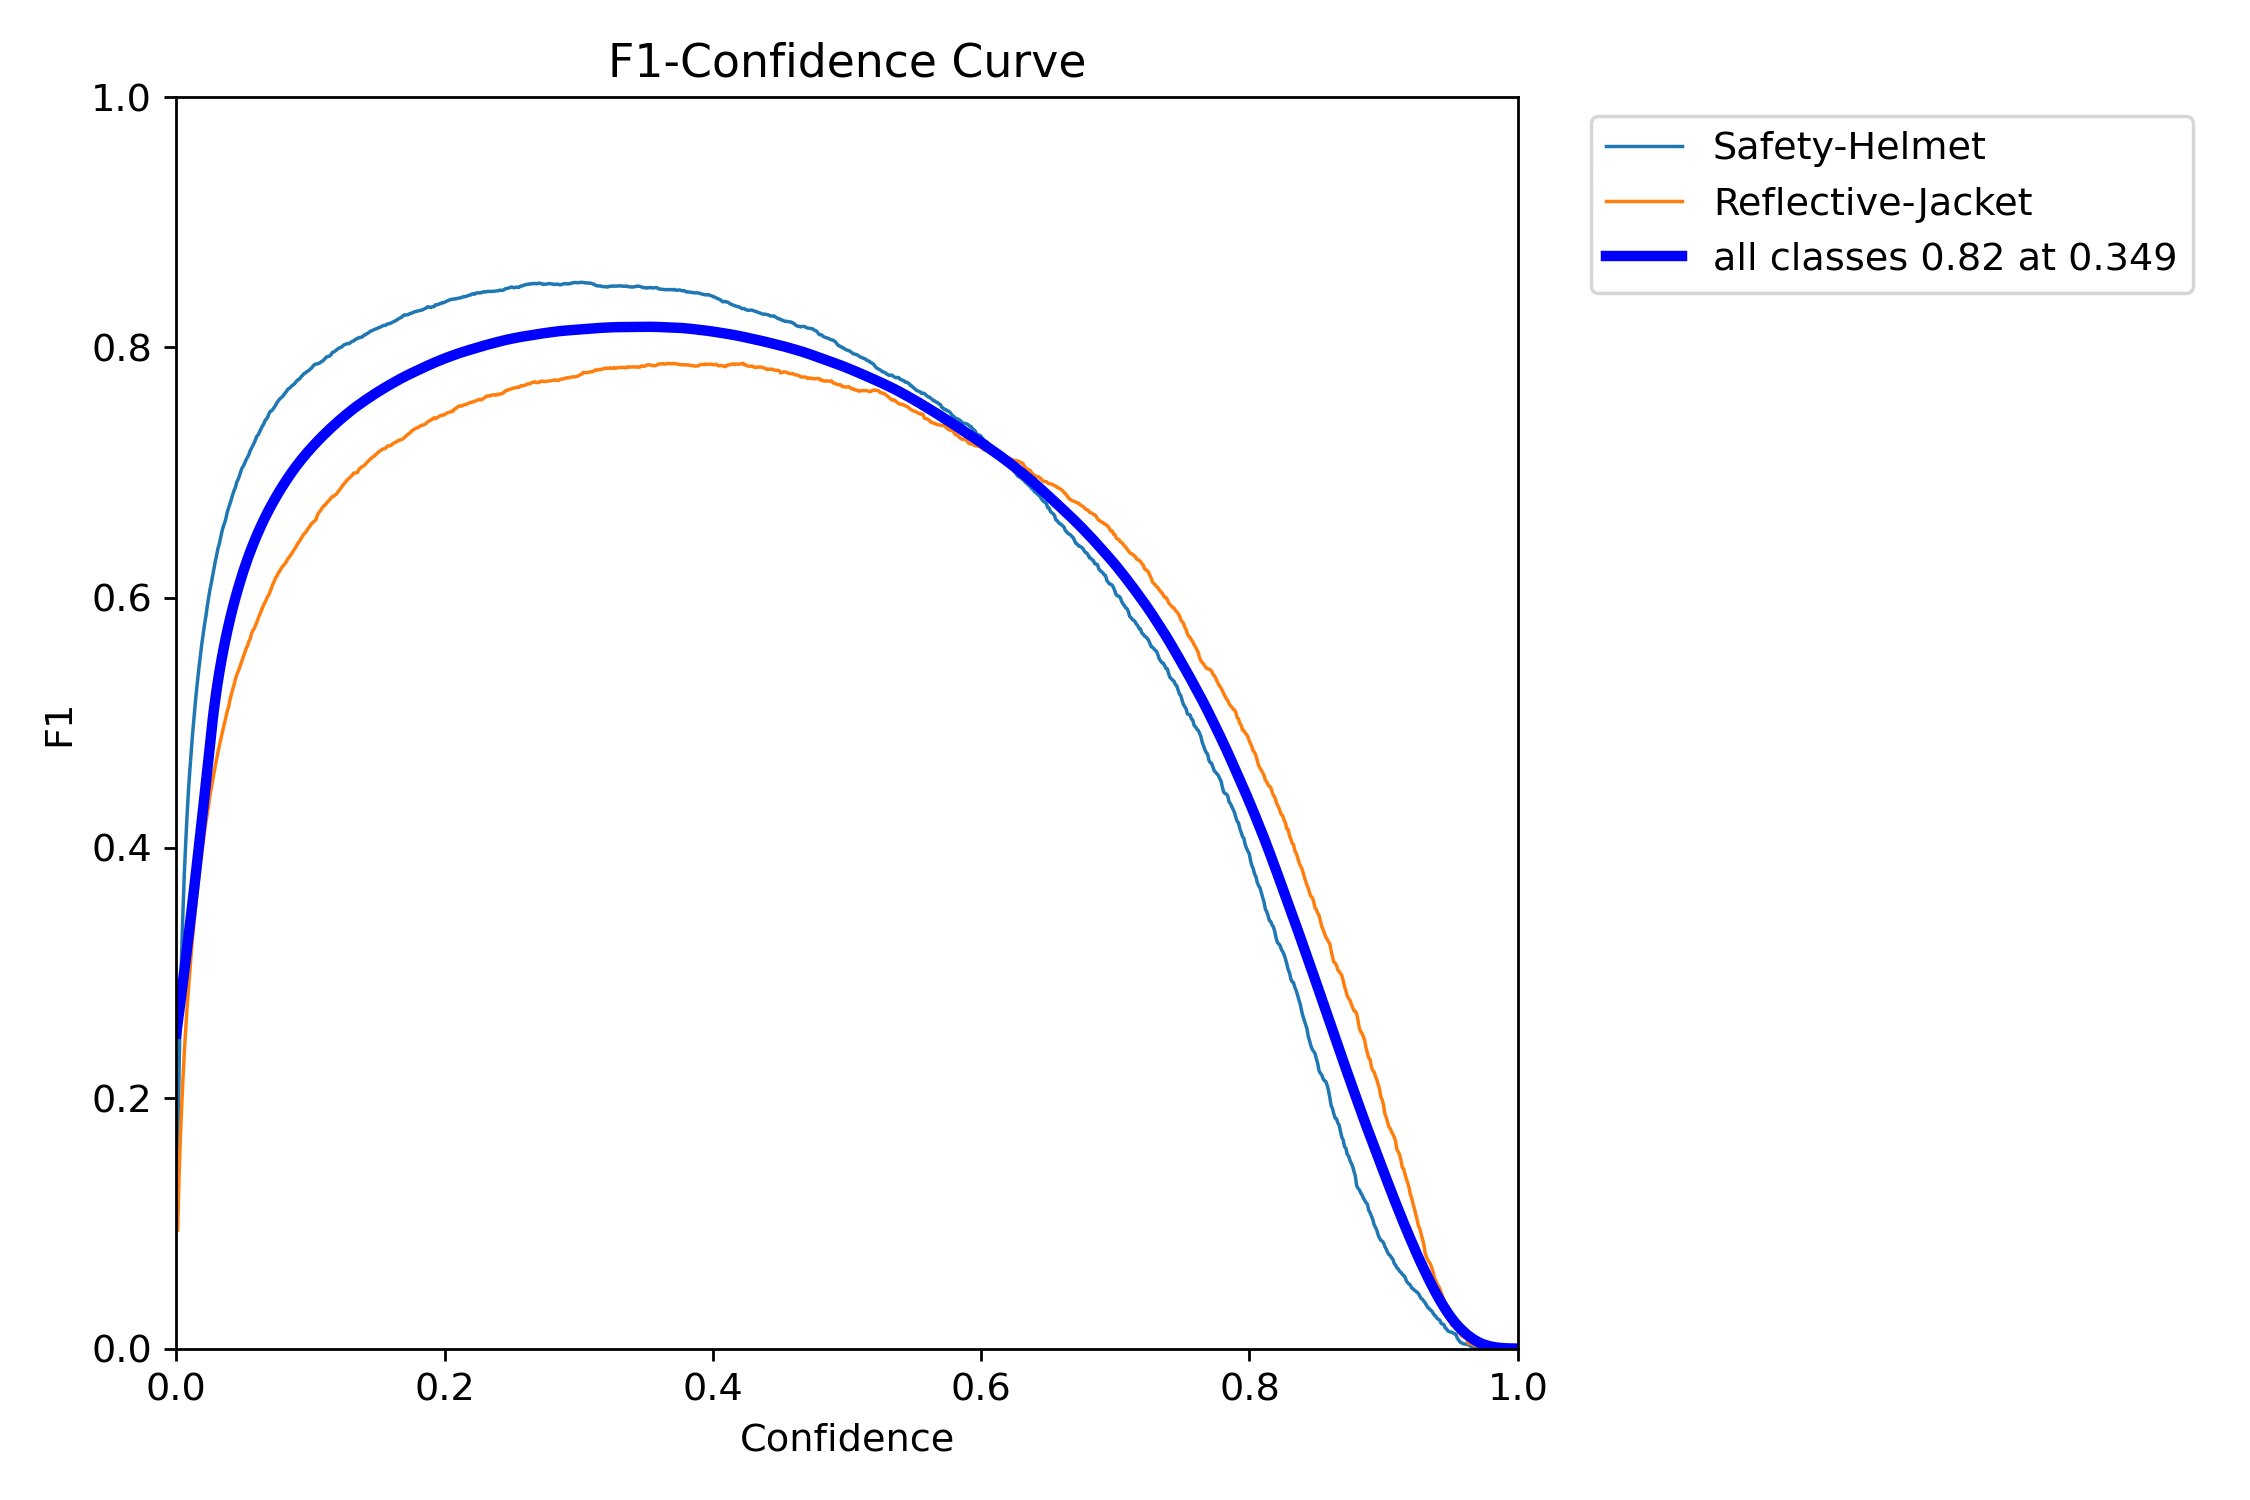 F1-Confidence Curve
1.0
0.8
0.6
0.4
0.2
0.0
F1
0.0 0.2 0.4 0.6 0.8 1.0
Confidence
Safety-Helmet
Reflective-Jacket
all classes 0.82 at 0.349